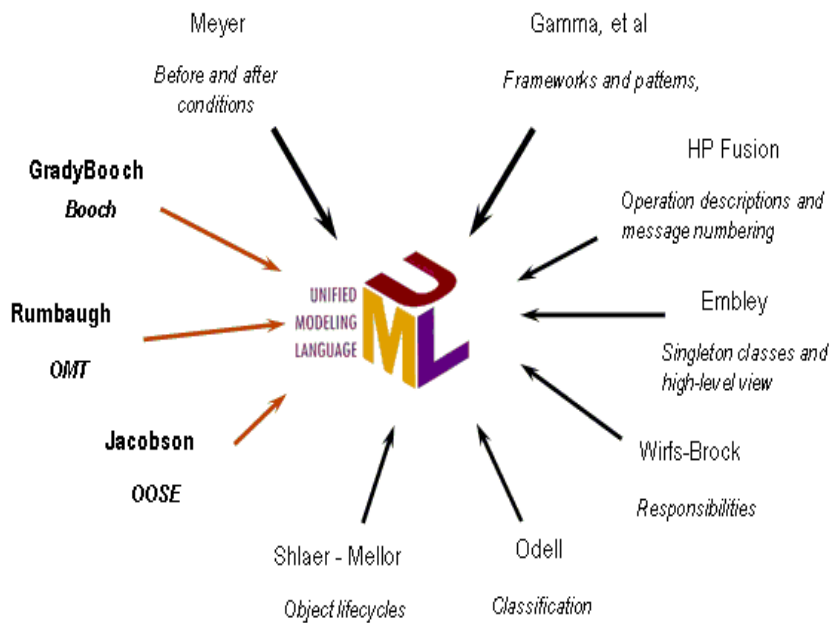 Meyer
Before and after
conditions
Gamma, et al
Frameworks and patterns,
HP Fusion
Operation descriptions and
message numbering
GradyBooch
Booch
UNIFIED
MODELING
LANGUAGE
UML
Embley
Singleton classes and
high-level view
Rumbaugh
OMT
Wirfs-Brock
Responsibilities
Jacobson
OOSE
Odell
Classification
Shlaer - Mellor
Object lifecycles